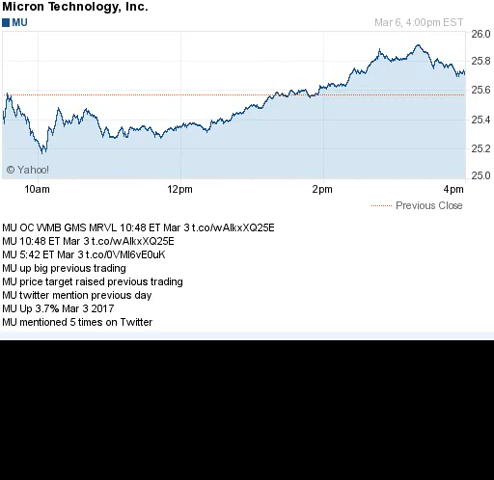 Micron Technology, Inc.
MU Mar 6, 4:00pm EST
26.0
25.8
25.6
25.4
25.2
25.0
© Yahoo!
10am 12pm 2pm 4pm
Previous Close
MU OC WMB GMS MRVL 10:48 ET Mar 3 t.co/wAIkxXQ25E
MU 10:48 ET Mar 3 t.co/wAIkxXQ25E
MU 5:42 ET Mar 3 t.co/0VMI6vE0uK
MU up big previous trading
MU price target raised previous trading
MU twitter mention previous day
MU Up 3.7% Mar 3 2017
MU mentioned 5 times on Twitter